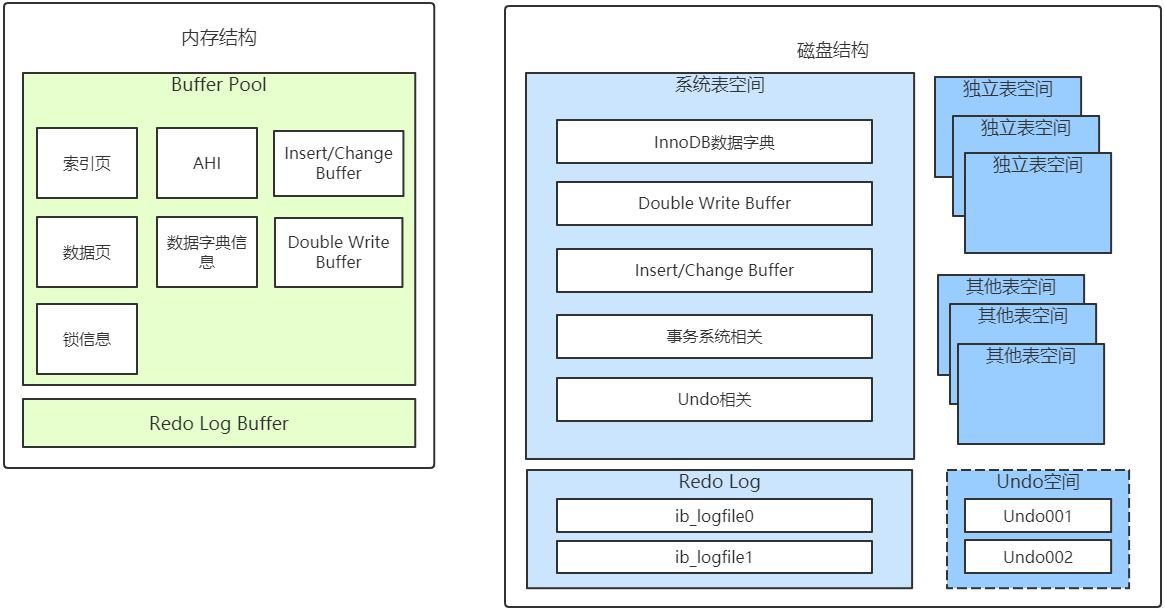 内存结构
Buffer Pool
索引页
AHI
Insert/Change
Buffer
数据页
数据字典信
息
Double Write
Buffer
锁信息
Redo Log Buffer
磁盘结构
系统表空间
InnoDB数据字典
Double Write Buffer
Insert/Change Buffer
事务系统相关
Undo相关
Redo Log
ib_logfile0
ib_logfile1
独立表空间
独立表空间
独立表空间
其他表空间
其他表空间
其他表空间
Undo空间
Undo001
Undo002